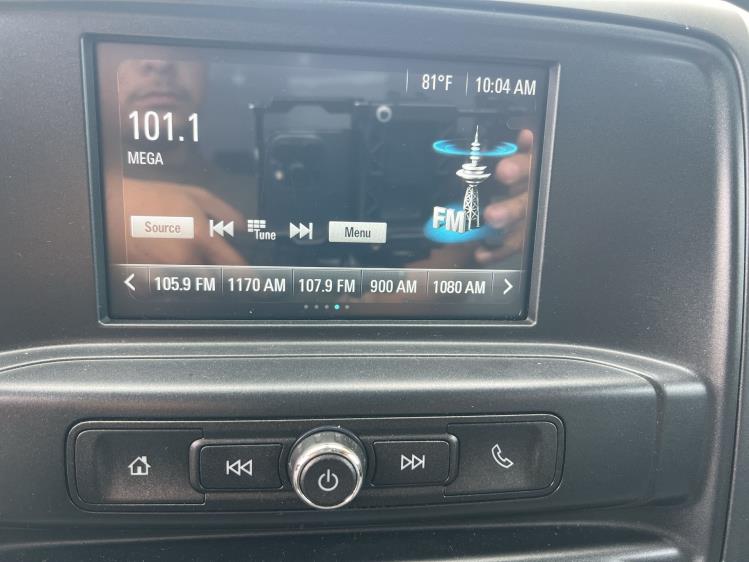 81°F 10:04 AM
101.1
MEGA
FM
Source Tune Menu
105.9 FM 1170 AM 107.9 FM 900 AM 1080 AM